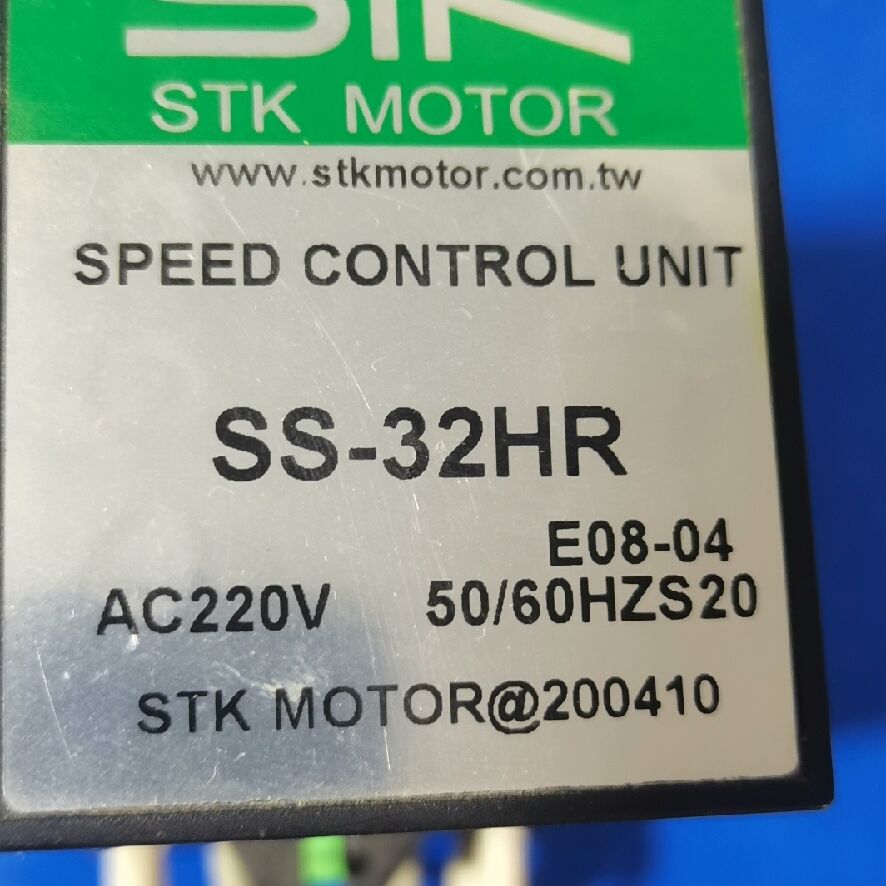 STK
STK MOTOR
www.stkmotor.com.tw
SPEED CONTROL UNIT
SS-32HR
E08-04
AC220V 50/60HZS20
STK MOTOR@200410